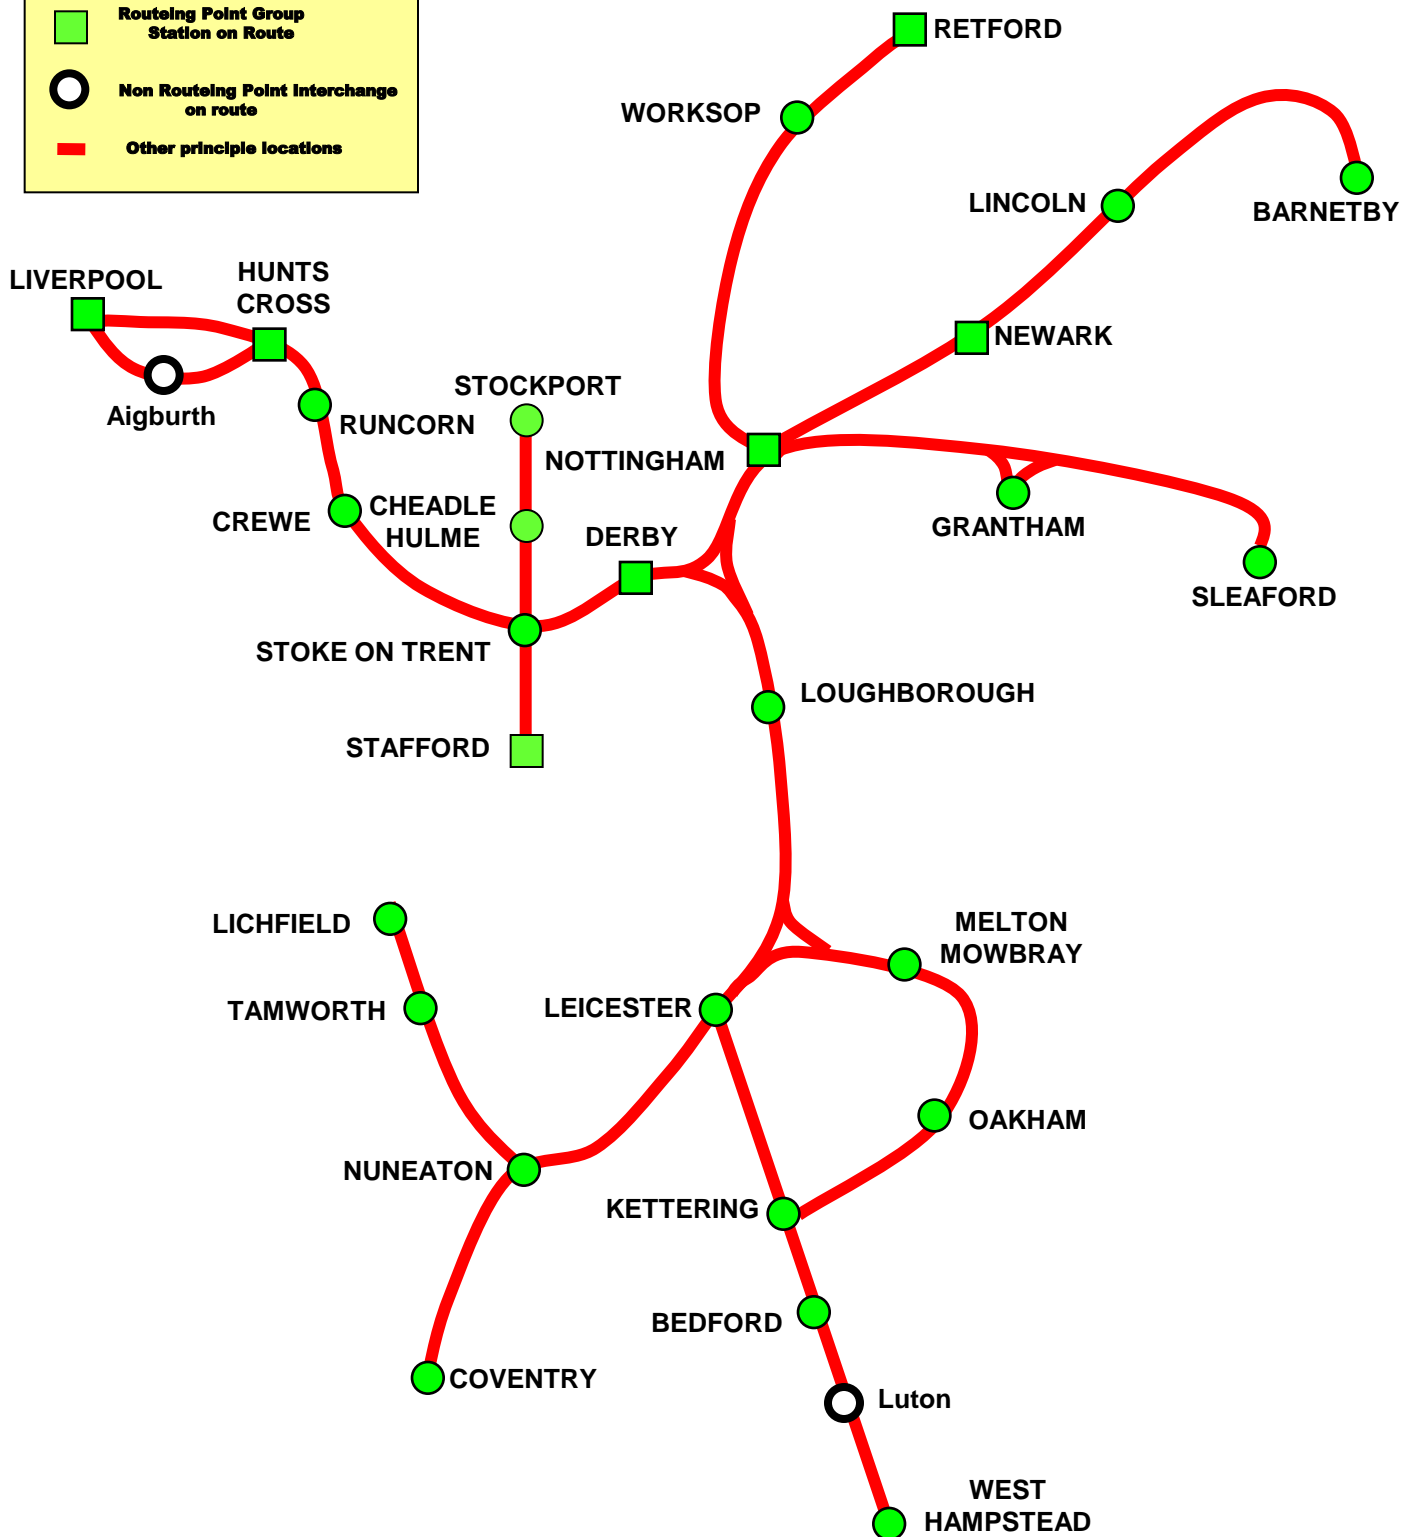 Routeing Point Group
Station on Route
Non Routeing Point Interchange
on route
Other principle locations
RETFORD
WORKSOP
LINCOLN
BARNETBY
LIVERPOOL
HUNTS
CROSS
NEWARK
Aigburth
STOCKPORT
RUNCORN
NOTTINGHAM
CREWE
CHEADLE
HULME
DERBY
GRANTHAM
SLEAFORD
STOKE ON TRENT
LOUGHBOROUGH
STAFFORD
LICHFIELD
MELTON
MOWBRAY
TAMWORTH
LEICESTER
OAKHAM
NUNEATON
KETTERING
BEDFORD
COVENTRY
Luton
WEST
HAMPSTEAD